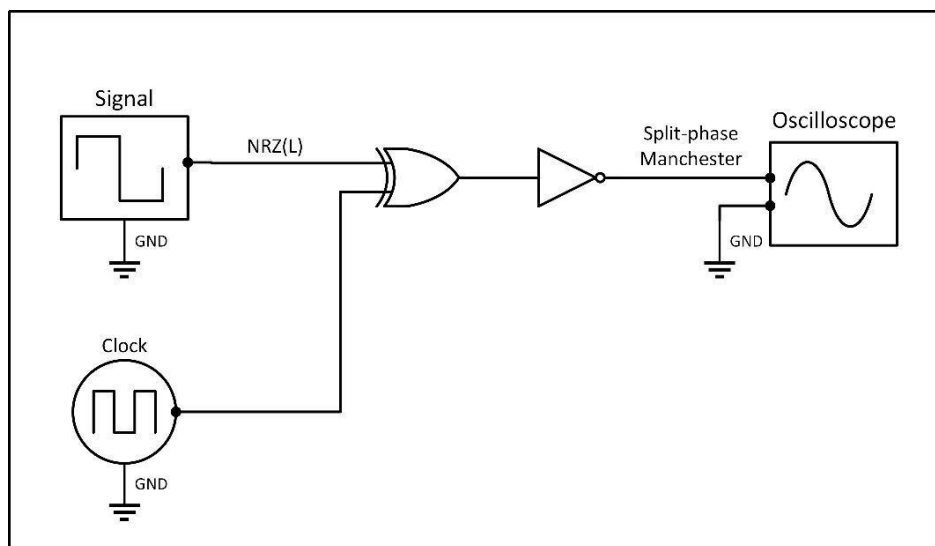 Signal
NRZ(L)
Split-phase
Manchester
Oscilloscope
GND
GND
Clock
GND